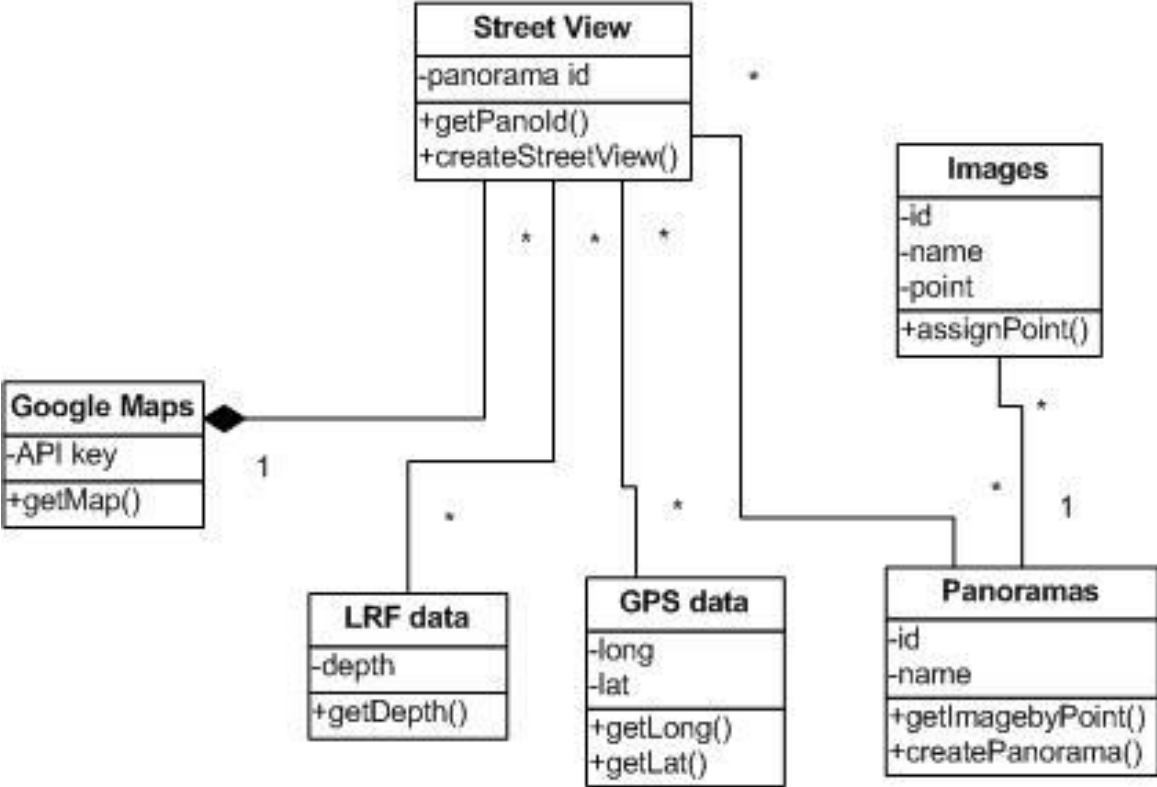 Street View
-panorama id
+getPanoId()
+createStreetView()
*
Images
-id
-name
-point
+assignPoint()
*
*
*
Google Maps
-API key
+getMap()
1
*
*
*
*
1
LRF data
-depth
+getDepth()
GPS data
-long
-lat
+getLong()
+getLat()
Panoramas
-id
-name
+getImagebyPoint()
+createPanorama()